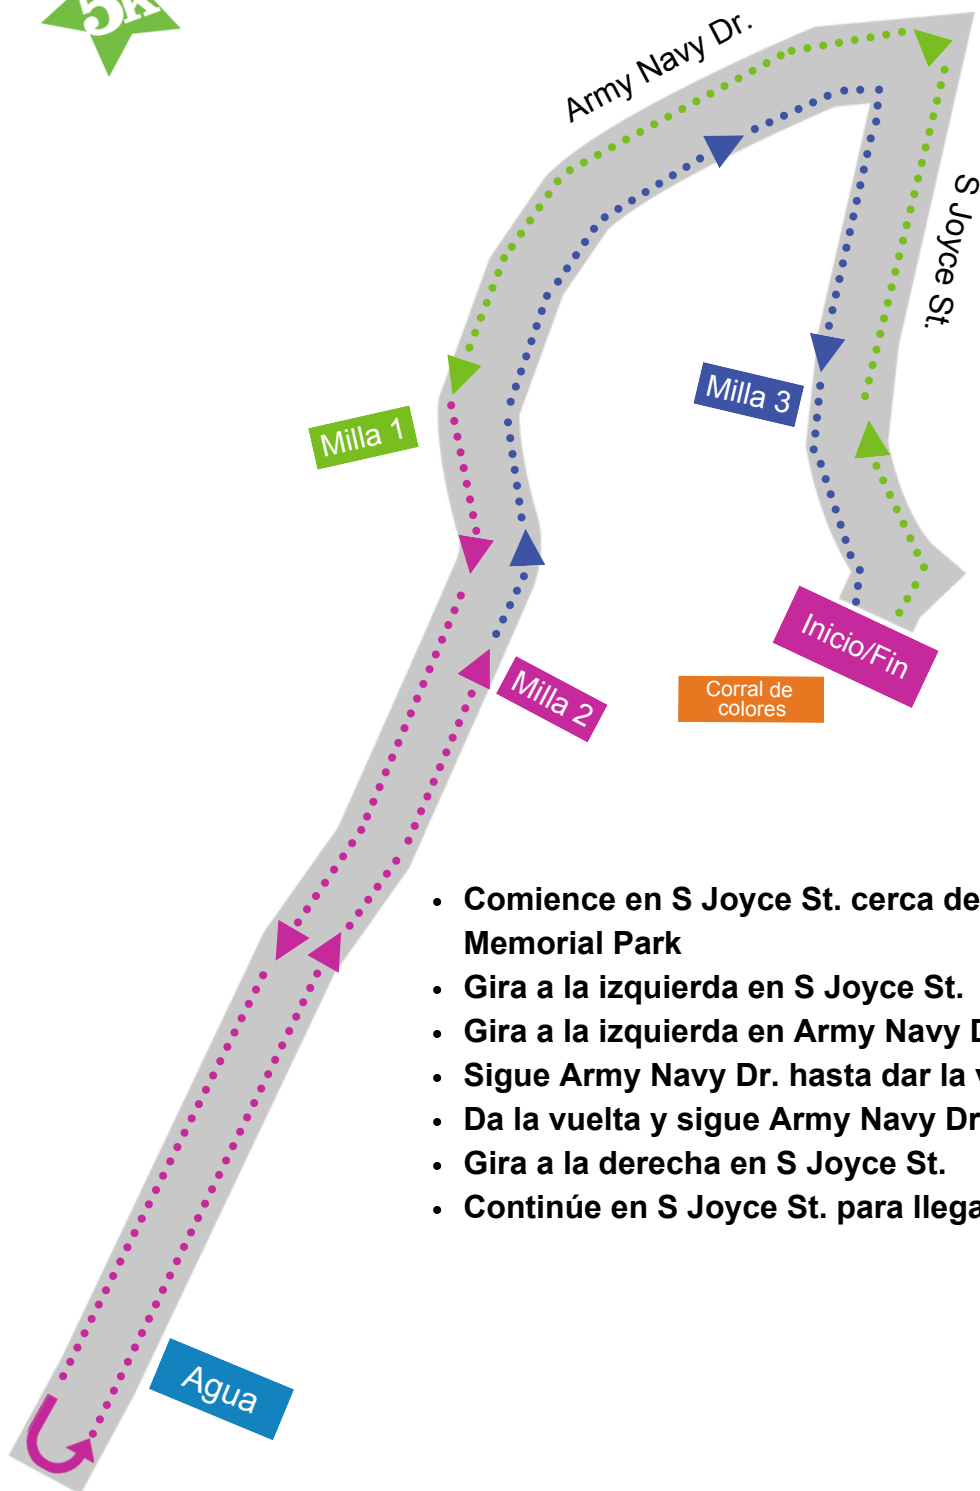 5K
Army Navy Dr.
S Joyce St.
Milla 1
Milla 3
Inicio/Fin
Milla 2
Corral de
colores
• Comience en S Joyce St. cerca de
Memorial Park
• Gira a la izquierda en S Joyce St.
• Gira a la izquierda en Army Navy D
• Sigue Army Navy Dr. hasta dar la v
• Da la vuelta y sigue Army Navy Dr
• Gira a la derecha en S Joyce St.
• Continúe en S Joyce St. para llega
Agua